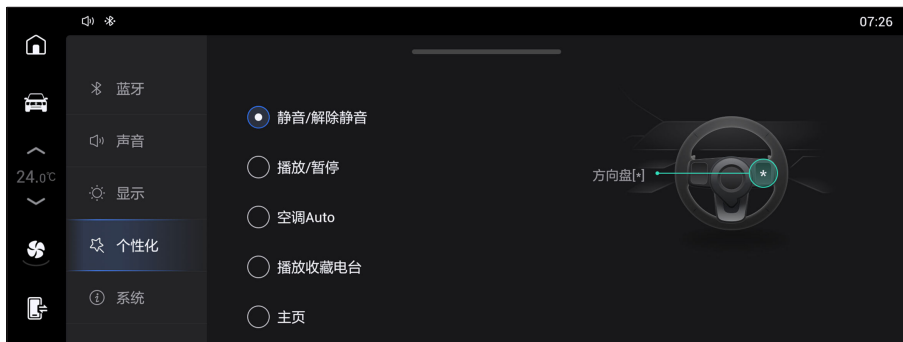 07:26
蓝牙
声音
24.0℃
显示
个性化
系统
静音/解除静音
播放/暂停
空调Auto
播放收藏电台
主页
方向盘[*]
*